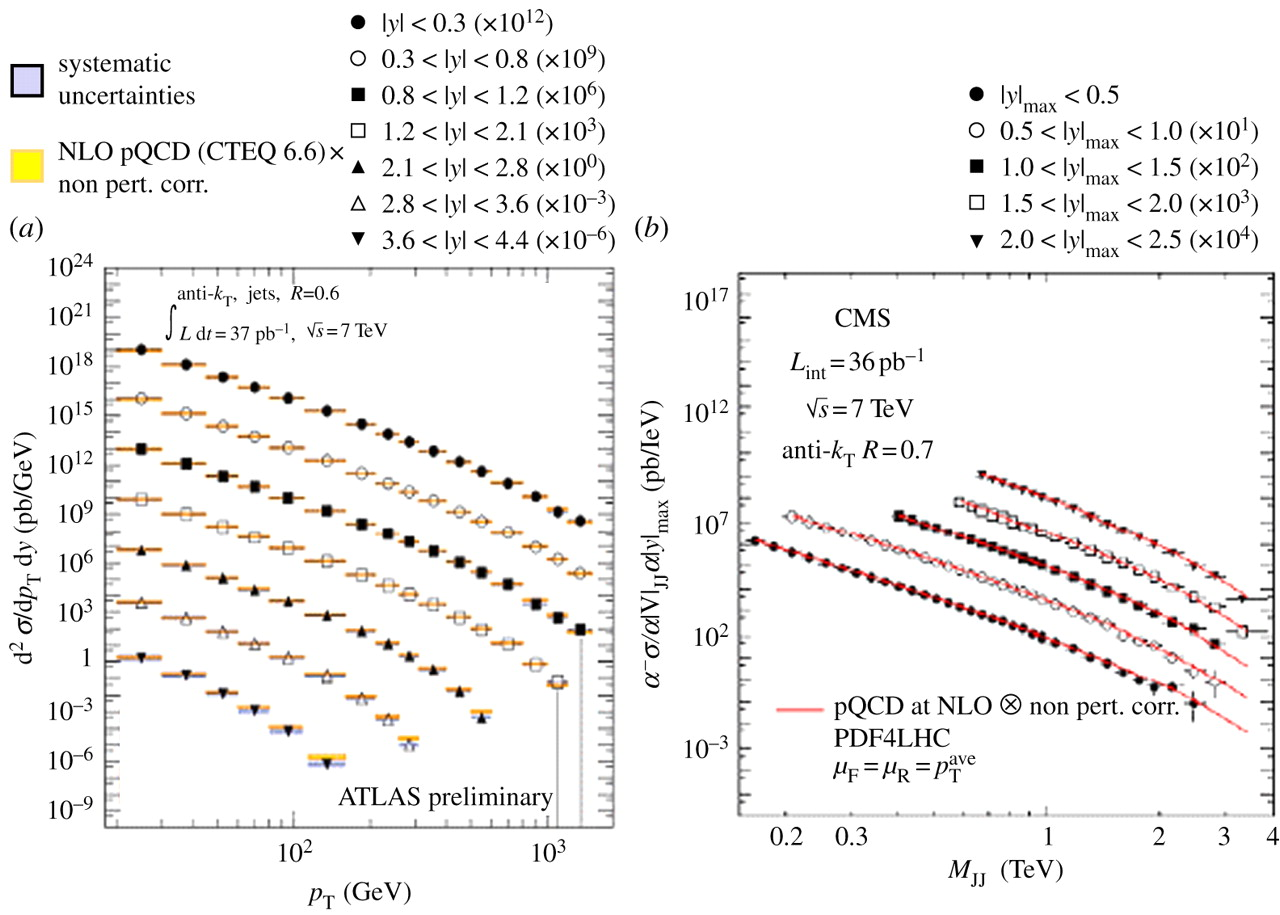 systematic
uncertainties
NLO pQCD (CTEQ 6.6)×
non pert. corr.
|y| < 0.3 (×10¹²)
0.3 < |y| < 0.8 (×10⁹)
0.8 < |y| < 1.2 (×10⁶)
1.2 < |y| < 2.1 (×10³)
2.1 < |y| < 2.8 (×10⁰)
2.8 < |y| < 3.6 (×10⁻³)
3.6 < |y| < 4.4 (×10⁻⁶)
(a)
10²⁴
10²¹
10¹⁸
10¹⁵
10¹²
10⁹
10⁶
10³
1
10⁻³
10⁻⁶
10⁻⁹
d² σ/dp_T dy (pb/GeV)
anti-k_T, jets, R=0.6
∫ L dt = 37 pb⁻¹, √s = 7 TeV
ATLAS preliminary
10² 10³
p_T (GeV)
|y|_max < 0.5
0.5 < |y|_max < 1.0 (×10¹)
1.0 < |y|_max < 1.5 (×10²)
1.5 < |y|_max < 2.0 (×10³)
2.0 < |y|_max < 2.5 (×10⁴)
(b)
10¹⁷
10¹²
10⁷
10²
10⁻³
α⁻σ/α|V|_JJ αdy|_max (pb/IeV)
CMS
L_int = 36 pb⁻¹
√s = 7 TeV
anti-k_T R = 0.7
pQCD at NLO ⊗ non pert. corr.
PDF4LHC
μ_F = μ_R = p_T^ave
0.2 0.3 1 2 3 4
M_JJ (TeV)